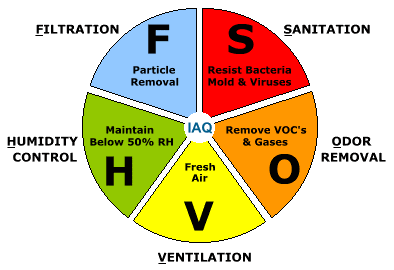 FILTRATION
SANITATION
F
Particle
Removal
S
Resist Bacteria
Mold & Viruses
HUMIDITY
CONTROL
Maintain
Below 50% RH
H
IAQ
Remove VOC's
& Gases
O
ODOR
REMOVAL
Fresh
Air
V
VENTILATION